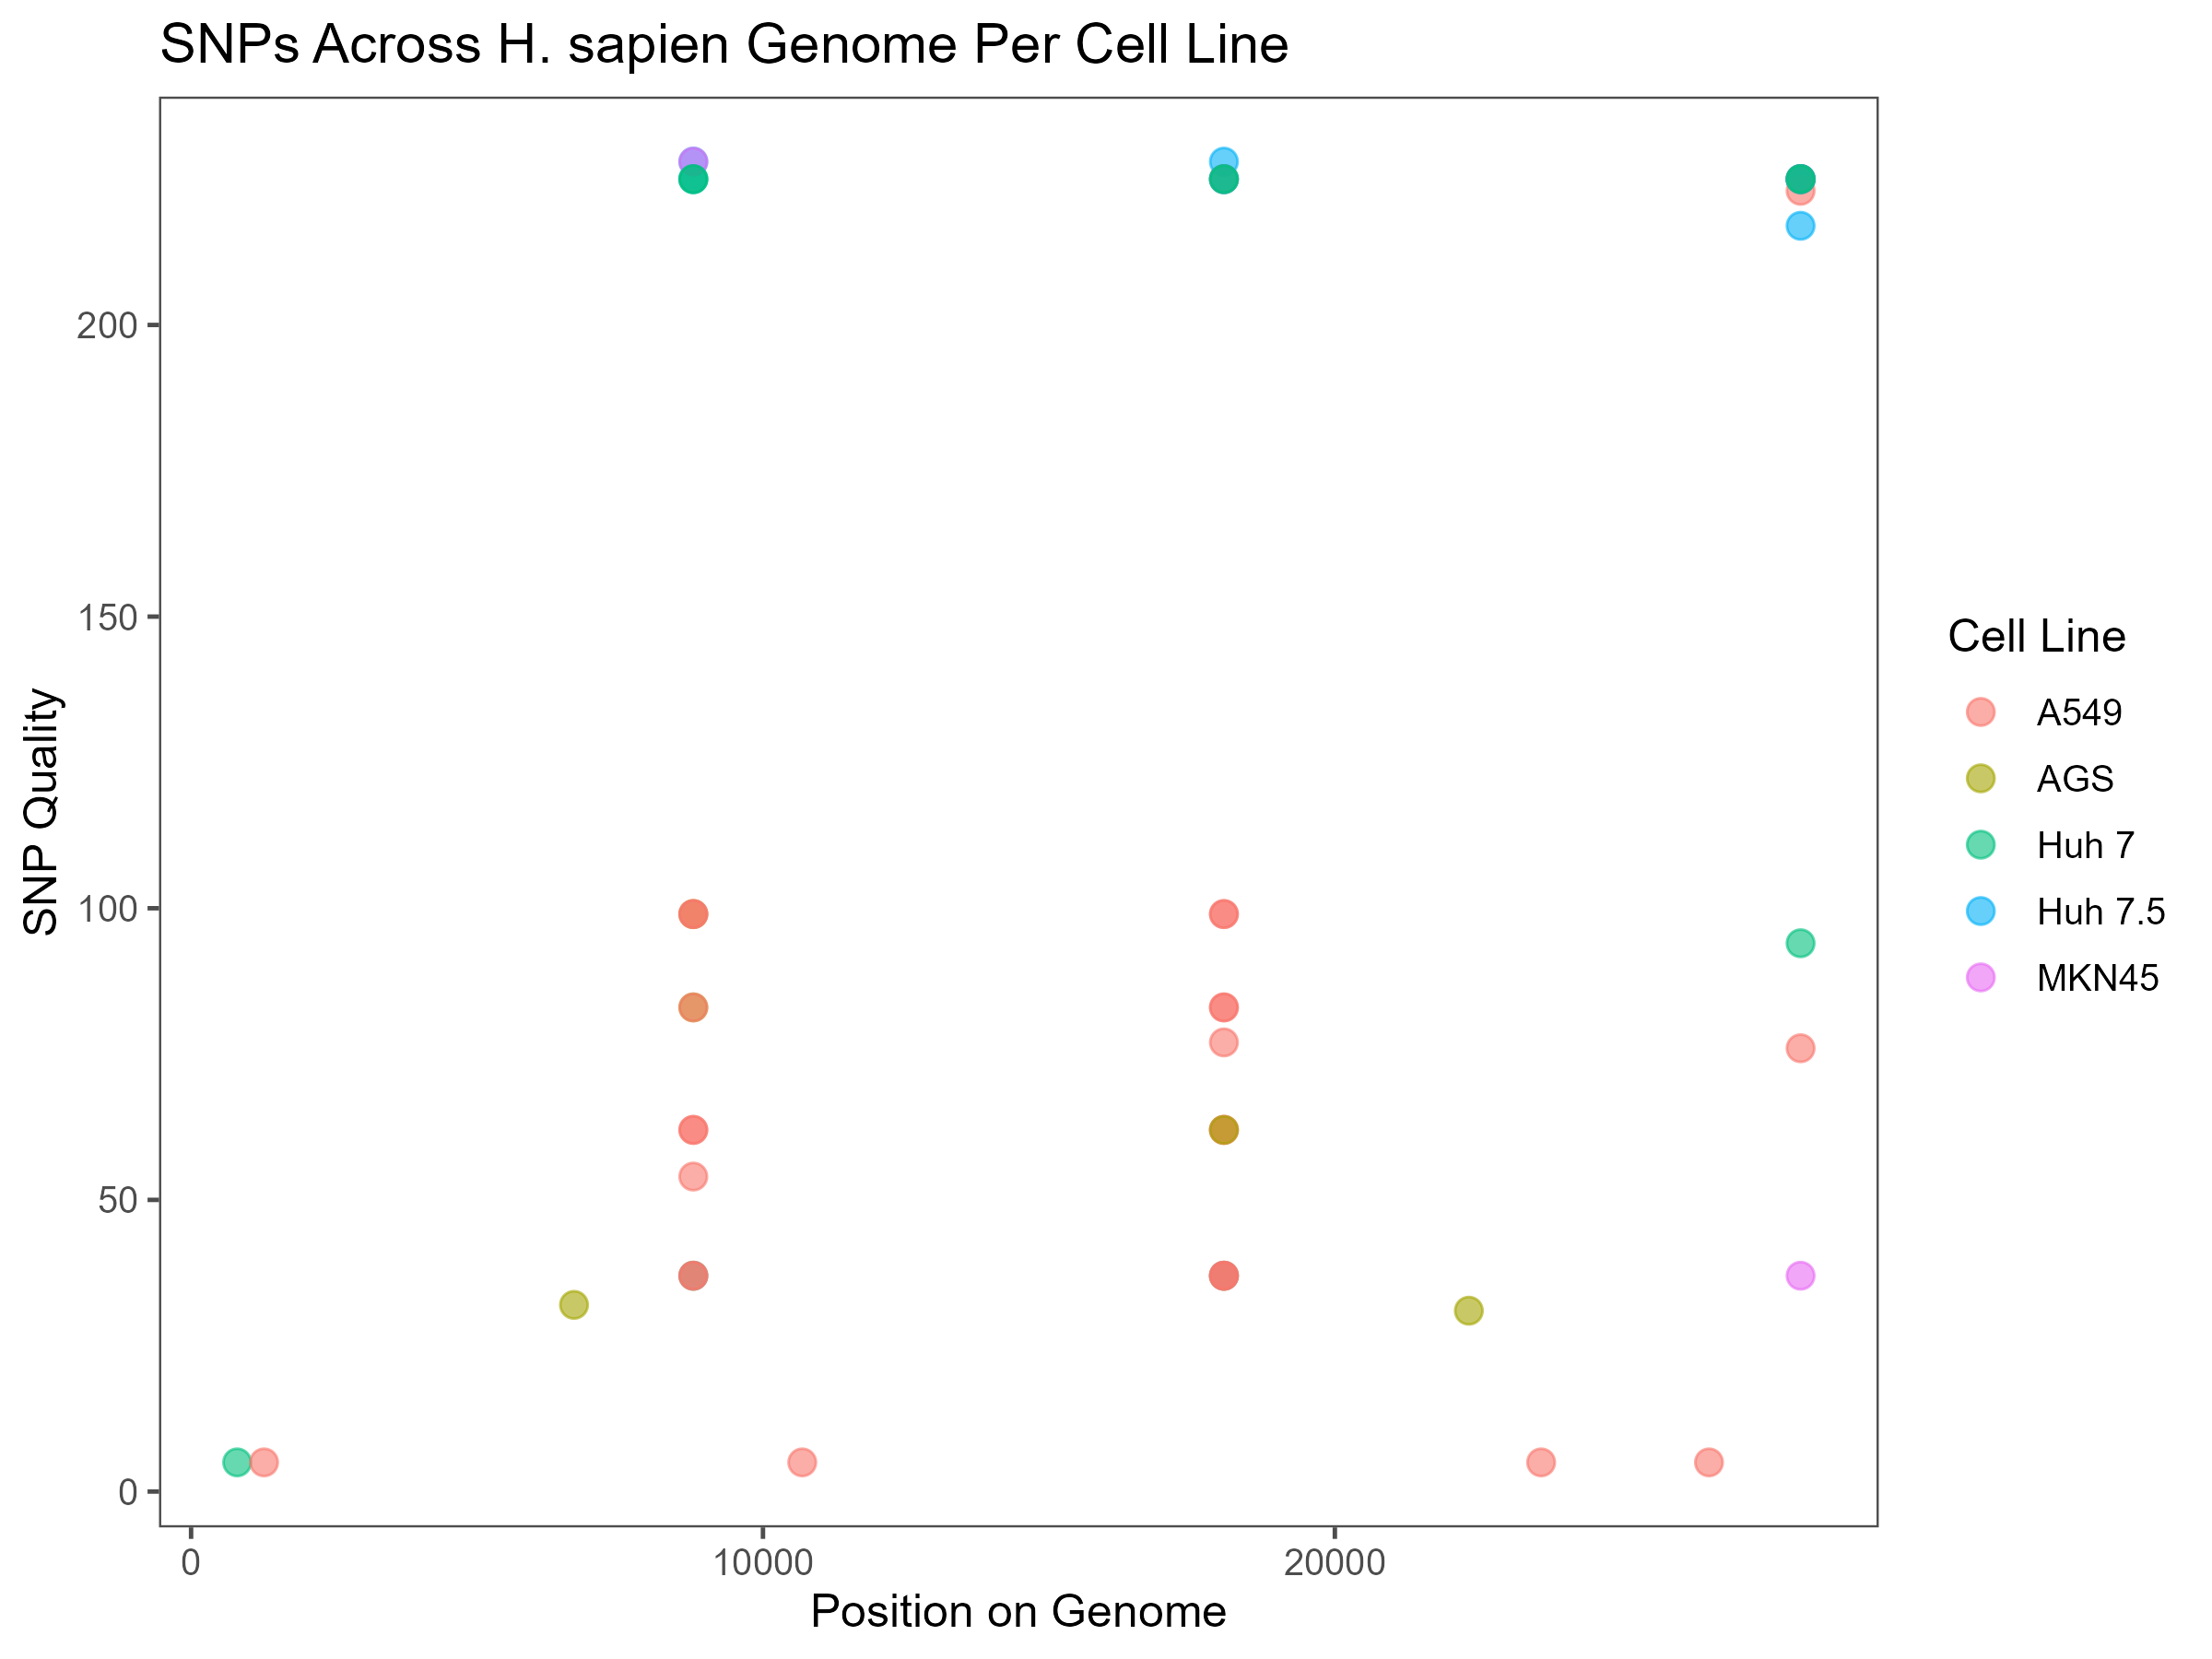 SNPs Across H. sapien Genome Per Cell Line
SNP Quality
200
150
100
50
0
0 10000 20000
Position on Genome
Cell Line
A549
AGS
Huh 7
Huh 7.5
MKN45